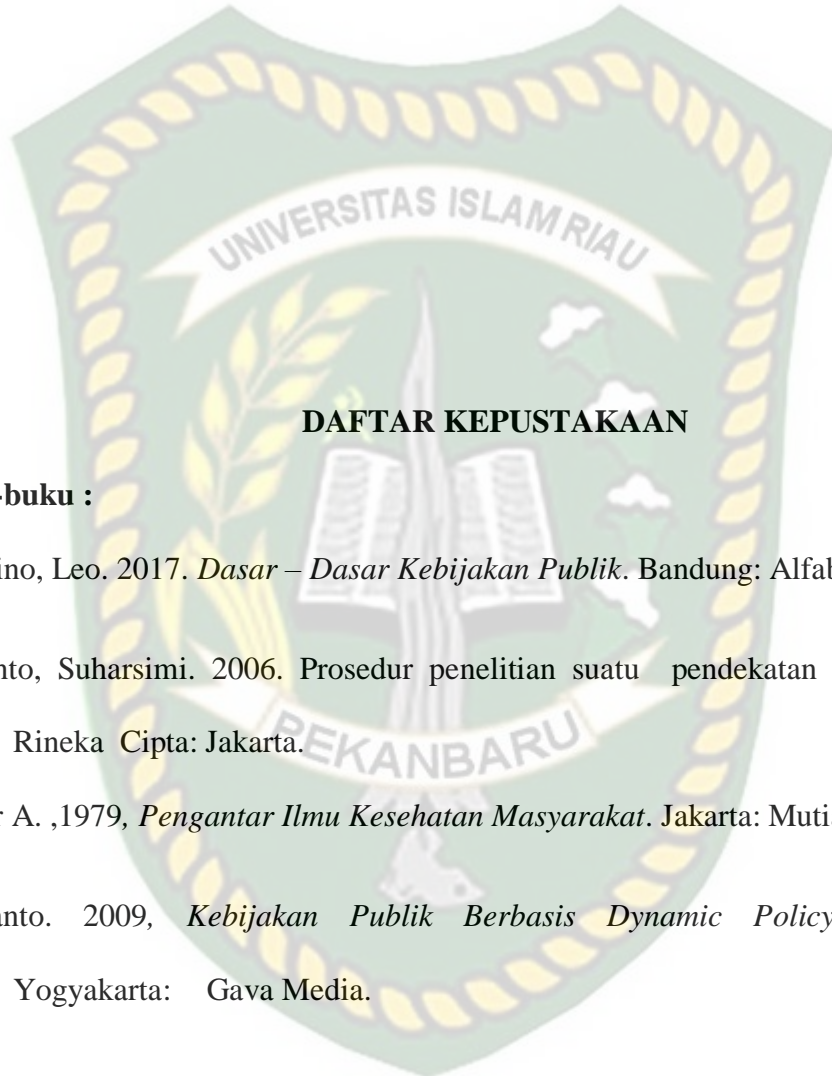 UNIVERSITAS ISLAM RIAU
DAFTAR KEPUSTAKAAN
-buku :
ino, Leo. 2017. Dasar – Dasar Kebijakan Publik. Bandung: Alfab
nto, Suharsimi. 2006. Prosedur penelitian suatu pendekatan
Rineka Cipta: Jakarta.
PEKANBARU
r A. ,1979, Pengantar Ilmu Kesehatan Masyarakat. Jakarta: Muti
anto. 2009, Kebijakan Publik Berbasis Dynamic Policy
Yogyakarta: Gava Media.